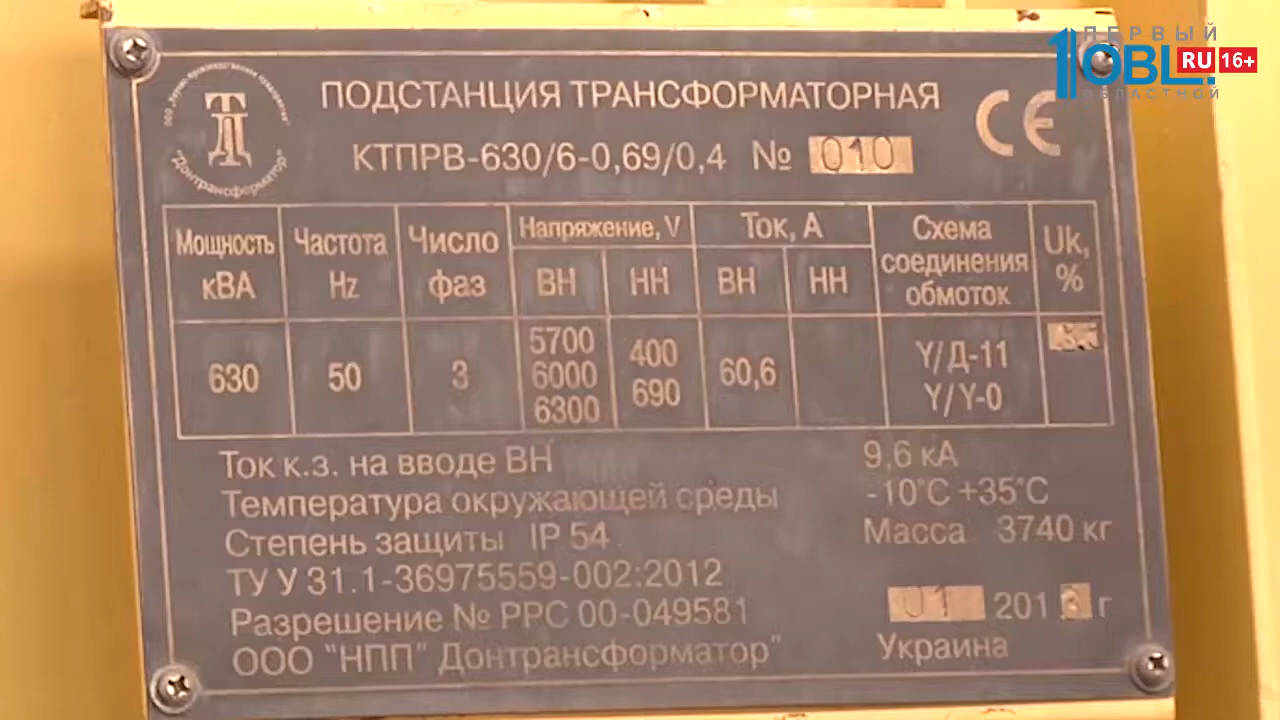 ПЕРВЫЙ
1OBL.
RU 16+
ОБЛАСТНОЙ
"Донтрансформатор"
ПОДСТАНЦИЯ ТРАНСФОРМАТОРНАЯ
CE
КТПРВ-630/6-0,69/0,4 № 010
Мощность кВА
Частота Hz
Число фаз
Напряжение, V
ВН НН
Ток, А
ВН НН
Схема соединения обмоток
Uk, %
630 50 3
5700 6000 6300
400 690
60,6
Y/Д-11
Y/Y-0
Ток к.з. на вводе ВН 9,6 кА
Температура окружающей среды -10°С +35°С
Степень защиты IP 54 Масса 3740 кг
ТУ У 31.1-36975559-002:2012
Разрешение № РРС 00-049581 01 2013 г
ООО "НПП" Донтрансформатор" Украина